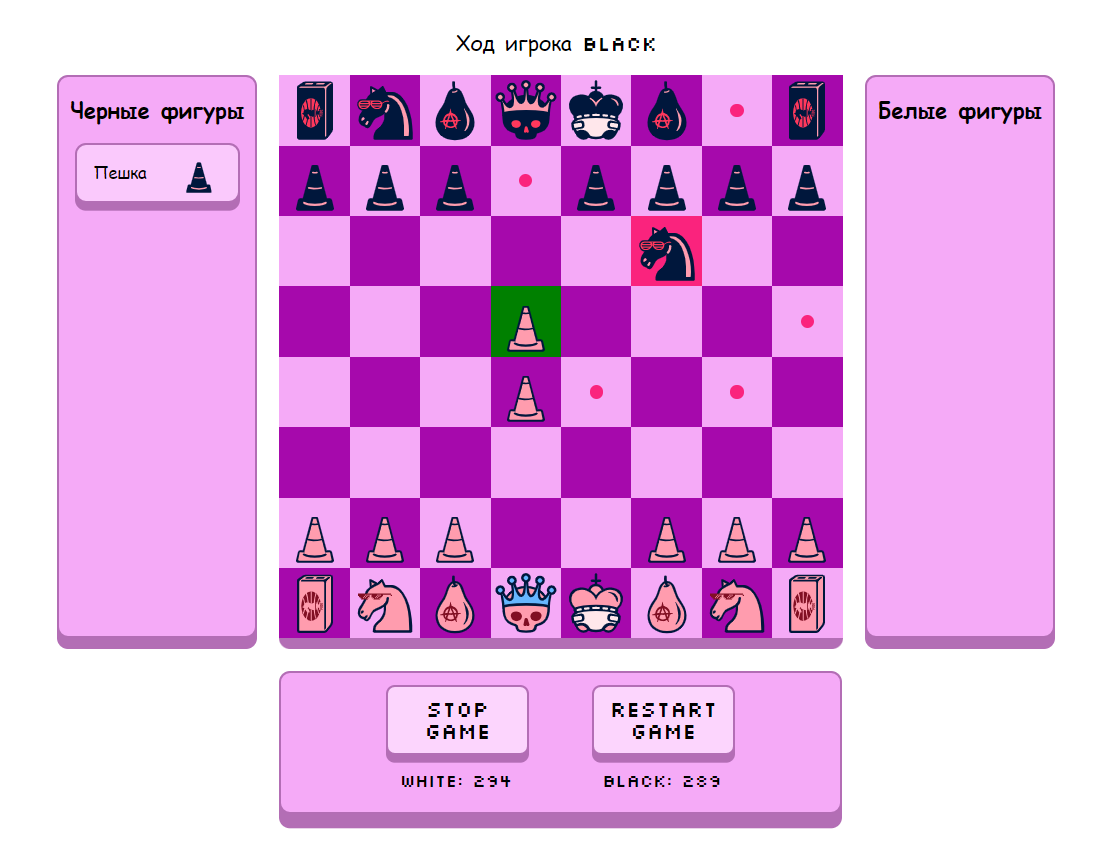 Ход игрока BLACK
Черные фигуры
Белые фигуры
Пешка
STOP
GAME
RESTART
GAME
WHITE: 294
BLACK: 289